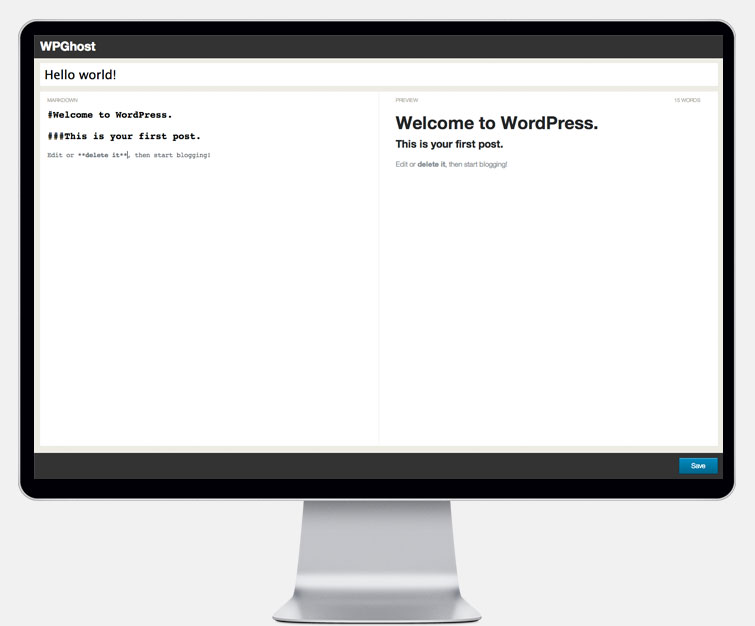 WPGhost
Hello world!
MARKDOWN
#Welcome to WordPress.
###This is your first post.
Edit or **delete it**, then start blogging!
PREVIEW
15 WORDS
Welcome to WordPress.
This is your first post.
Edit or delete it, then start blogging!
Save